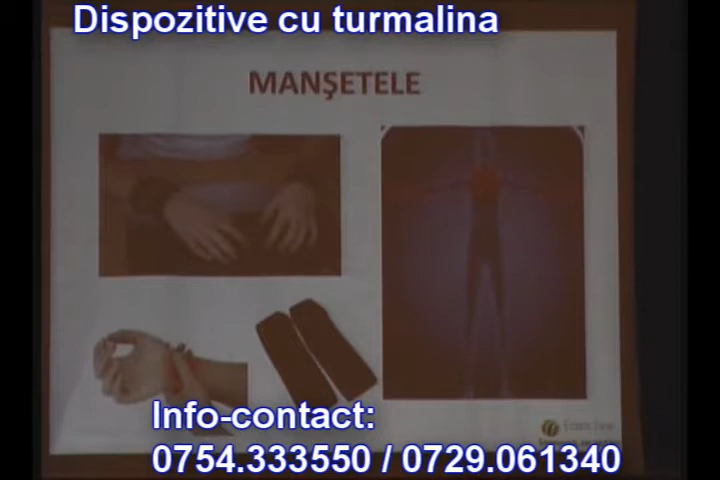 Dispozitive cu turmalina
MANŞETELE
Info-contact:
0754.333550 / 0729.061340